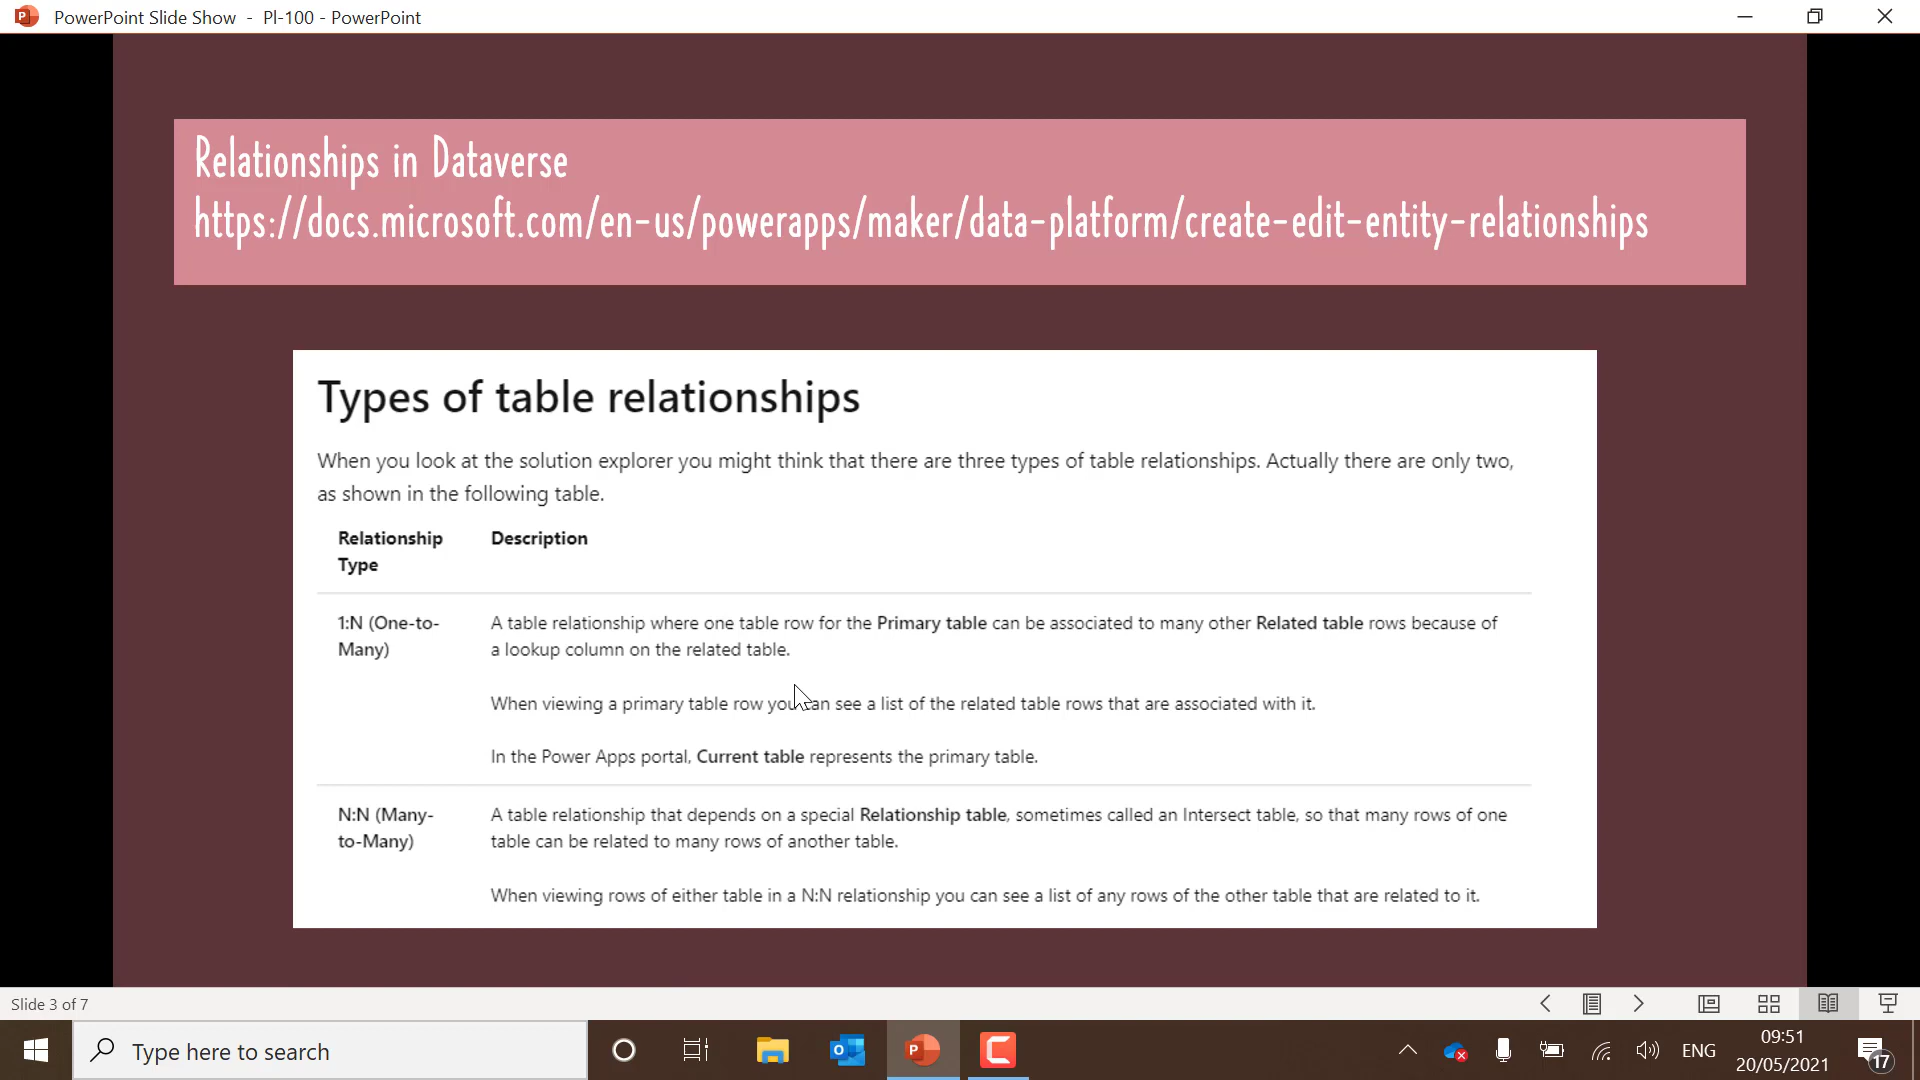 PowerPoint Slide Show - Pl-100 - PowerPoint
Relationships in Dataverse
https://docs.microsoft.com/en-us/powerapps/maker/data-platform/create-edit-entity-relationships
Types of table relationships
When you look at the solution explorer you might think that there are three types of table relationships. Actually there are only two,
as shown in the following table.
Relationship
Type
Description
1:N (One-to-
Many)
A table relationship where one table row for the Primary table can be associated to many other Related table rows because of
a lookup column on the related table.
When viewing a primary table row you can see a list of the related table rows that are associated with it.
In the Power Apps portal, Current table represents the primary table.
N:N (Many-
to-Many)
A table relationship that depends on a special Relationship table, sometimes called an Intersect table, so that many rows of one
table can be related to many rows of another table.
When viewing rows of either table in a N:N relationship you can see a list of any rows of the other table that are related to it.
Slide 3 of 7
Type here to search
ENG
09:51
20/05/2021
17